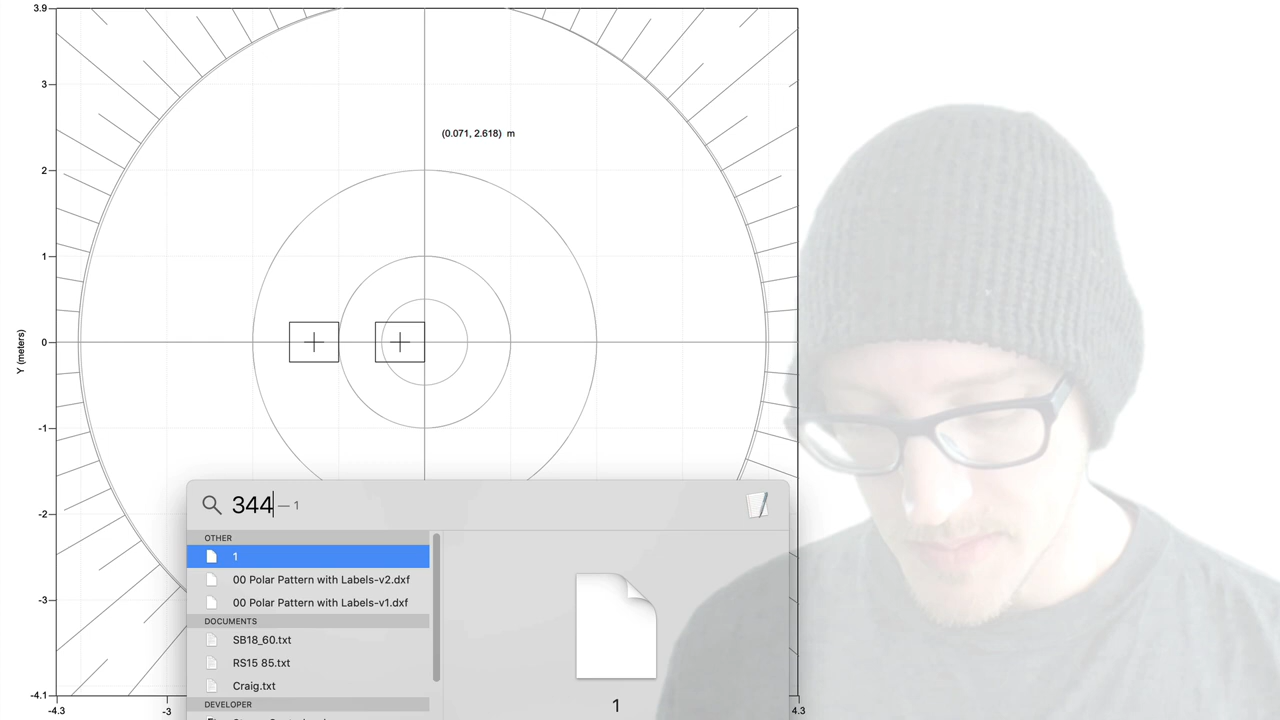 3.9
3
(0.071, 2.618) m
2
1
0
Y (meters)
-1
-2
-3
-4.1
-4.3
-3
4.3
344 — 1
OTHER
1
00 Polar Pattern with Labels-v2.dxf
00 Polar Pattern with Labels-v1.dxf
DOCUMENTS
SB18_60.txt
RS15 85.txt
Craig.txt
DEVELOPER
1